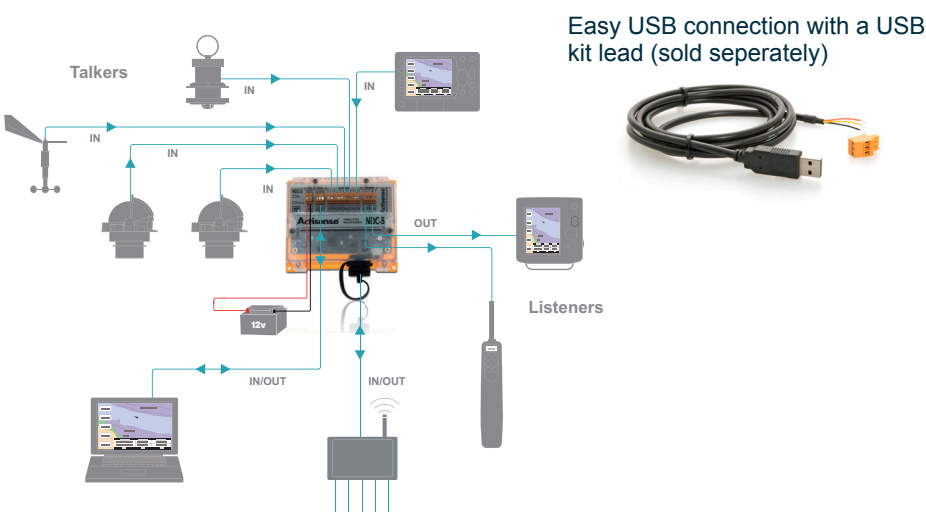 Easy USB connection with a USB
kit lead (sold seperately)
Talkers
IN
IN
IN
IN
IN
Actisense
NDC-5
OUT
Listeners
12v
IN/OUT
IN/OUT